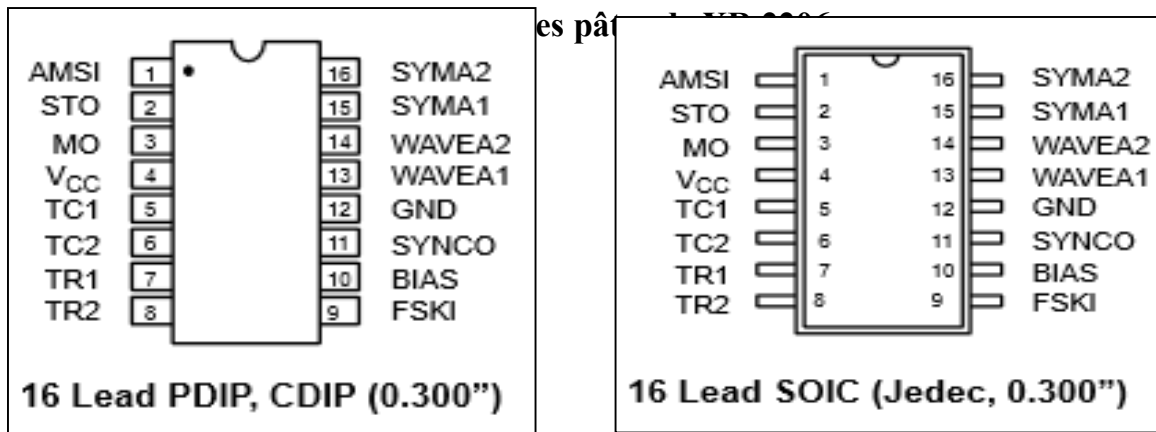 AMSI 1 16 SYMA2
STO 2 15 SYMA1
MO 3 14 WAVEA2
VCC 4 13 WAVEA1
TC1 5 12 GND
TC2 6 11 SYNCO
TR1 7 10 BIAS
TR2 8 9 FSKI
16 Lead PDIP, CDIP (0.300”)
AMSI 1 16 SYMA2
STO 2 15 SYMA1
MO 3 14 WAVEA2
VCC 4 13 WAVEA1
TC1 5 12 GND
TC2 6 11 SYNCO
TR1 7 10 BIAS
TR2 8 9 FSKI
16 Lead SOIC (Jedec, 0.300”)